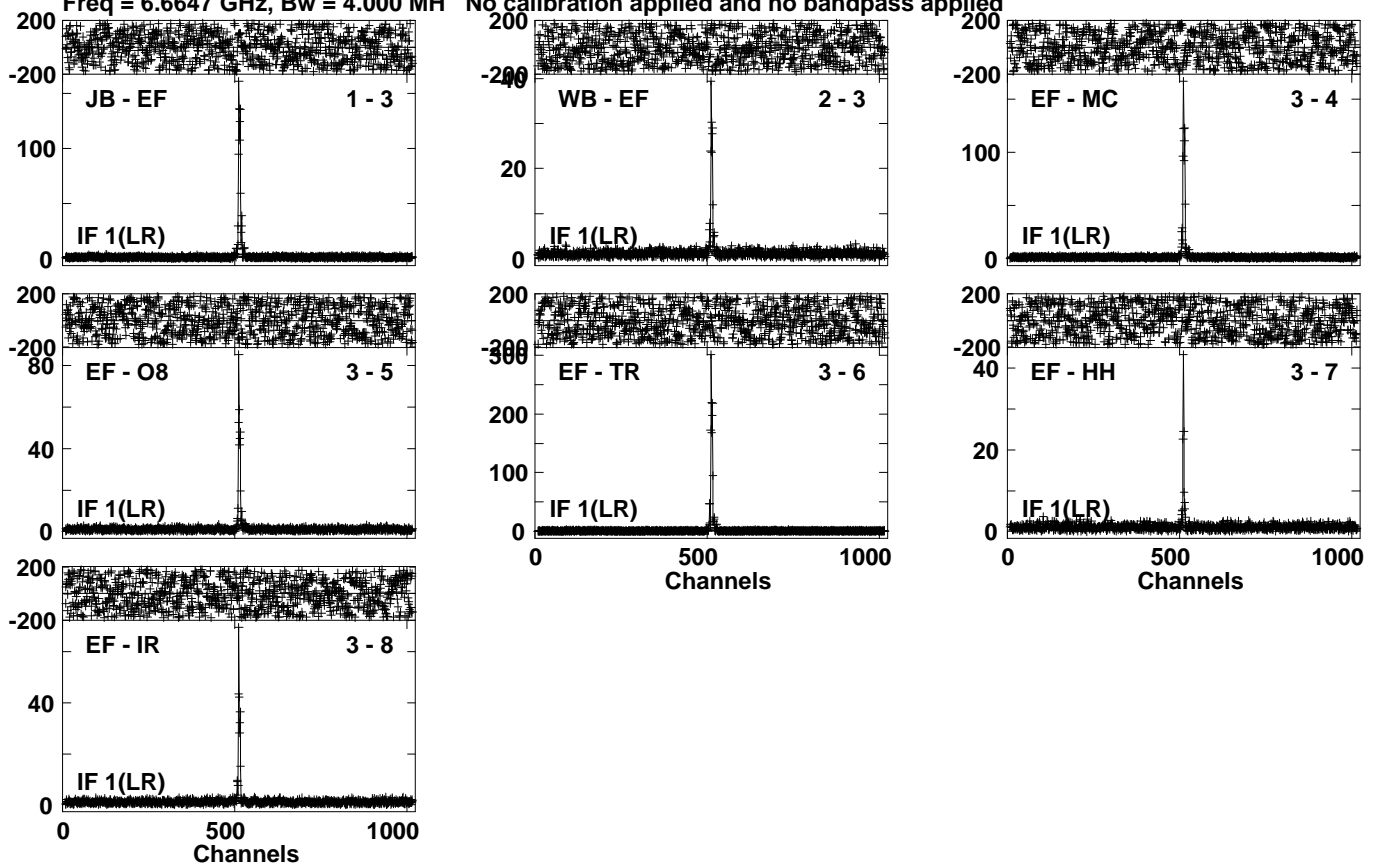 Freq = 6.6647 GHz, Bw = 4.000 MH No calibration applied and no bandpass applied
200
-200
JB - EF 1 - 3
100
IF 1(LR)
0
200
-200
40
WB - EF 2 - 3
20
IF 1(LR)
0
200
-200
EF - MC 3 - 4
100
IF 1(LR)
0
200
-200
80
EF - O8 3 - 5
40
IF 1(LR)
0
200
-200
300
EF - TR 3 - 6
200
100
IF 1(LR)
0
0 500 1000
Channels
200
-200
40
EF - HH 3 - 7
20
IF 1(LR)
0
0 500 1000
Channels
200
-200
EF - IR 3 - 8
40
IF 1(LR)
0
0 500 1000
Channels